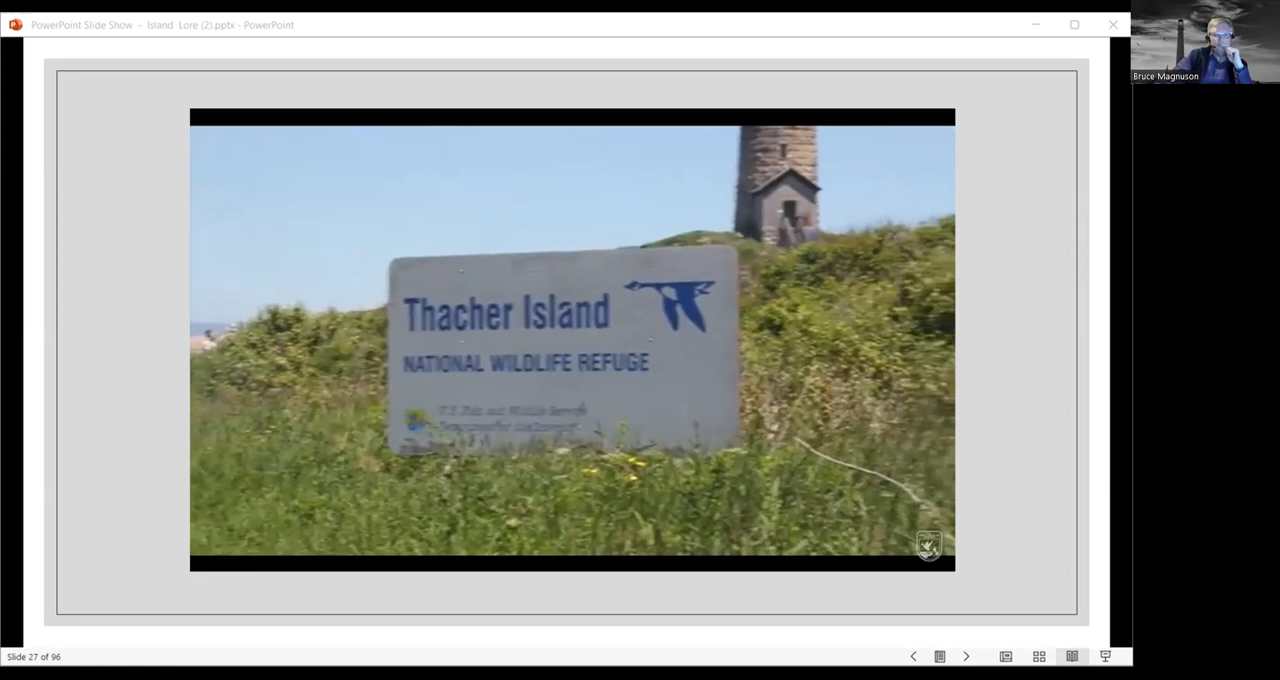 PowerPoint Slide Show - Island Lore (2).pptx - PowerPoint
Bruce Magnuson
Thacher Island
NATIONAL WILDLIFE REFUGE
Slide 27 of 96